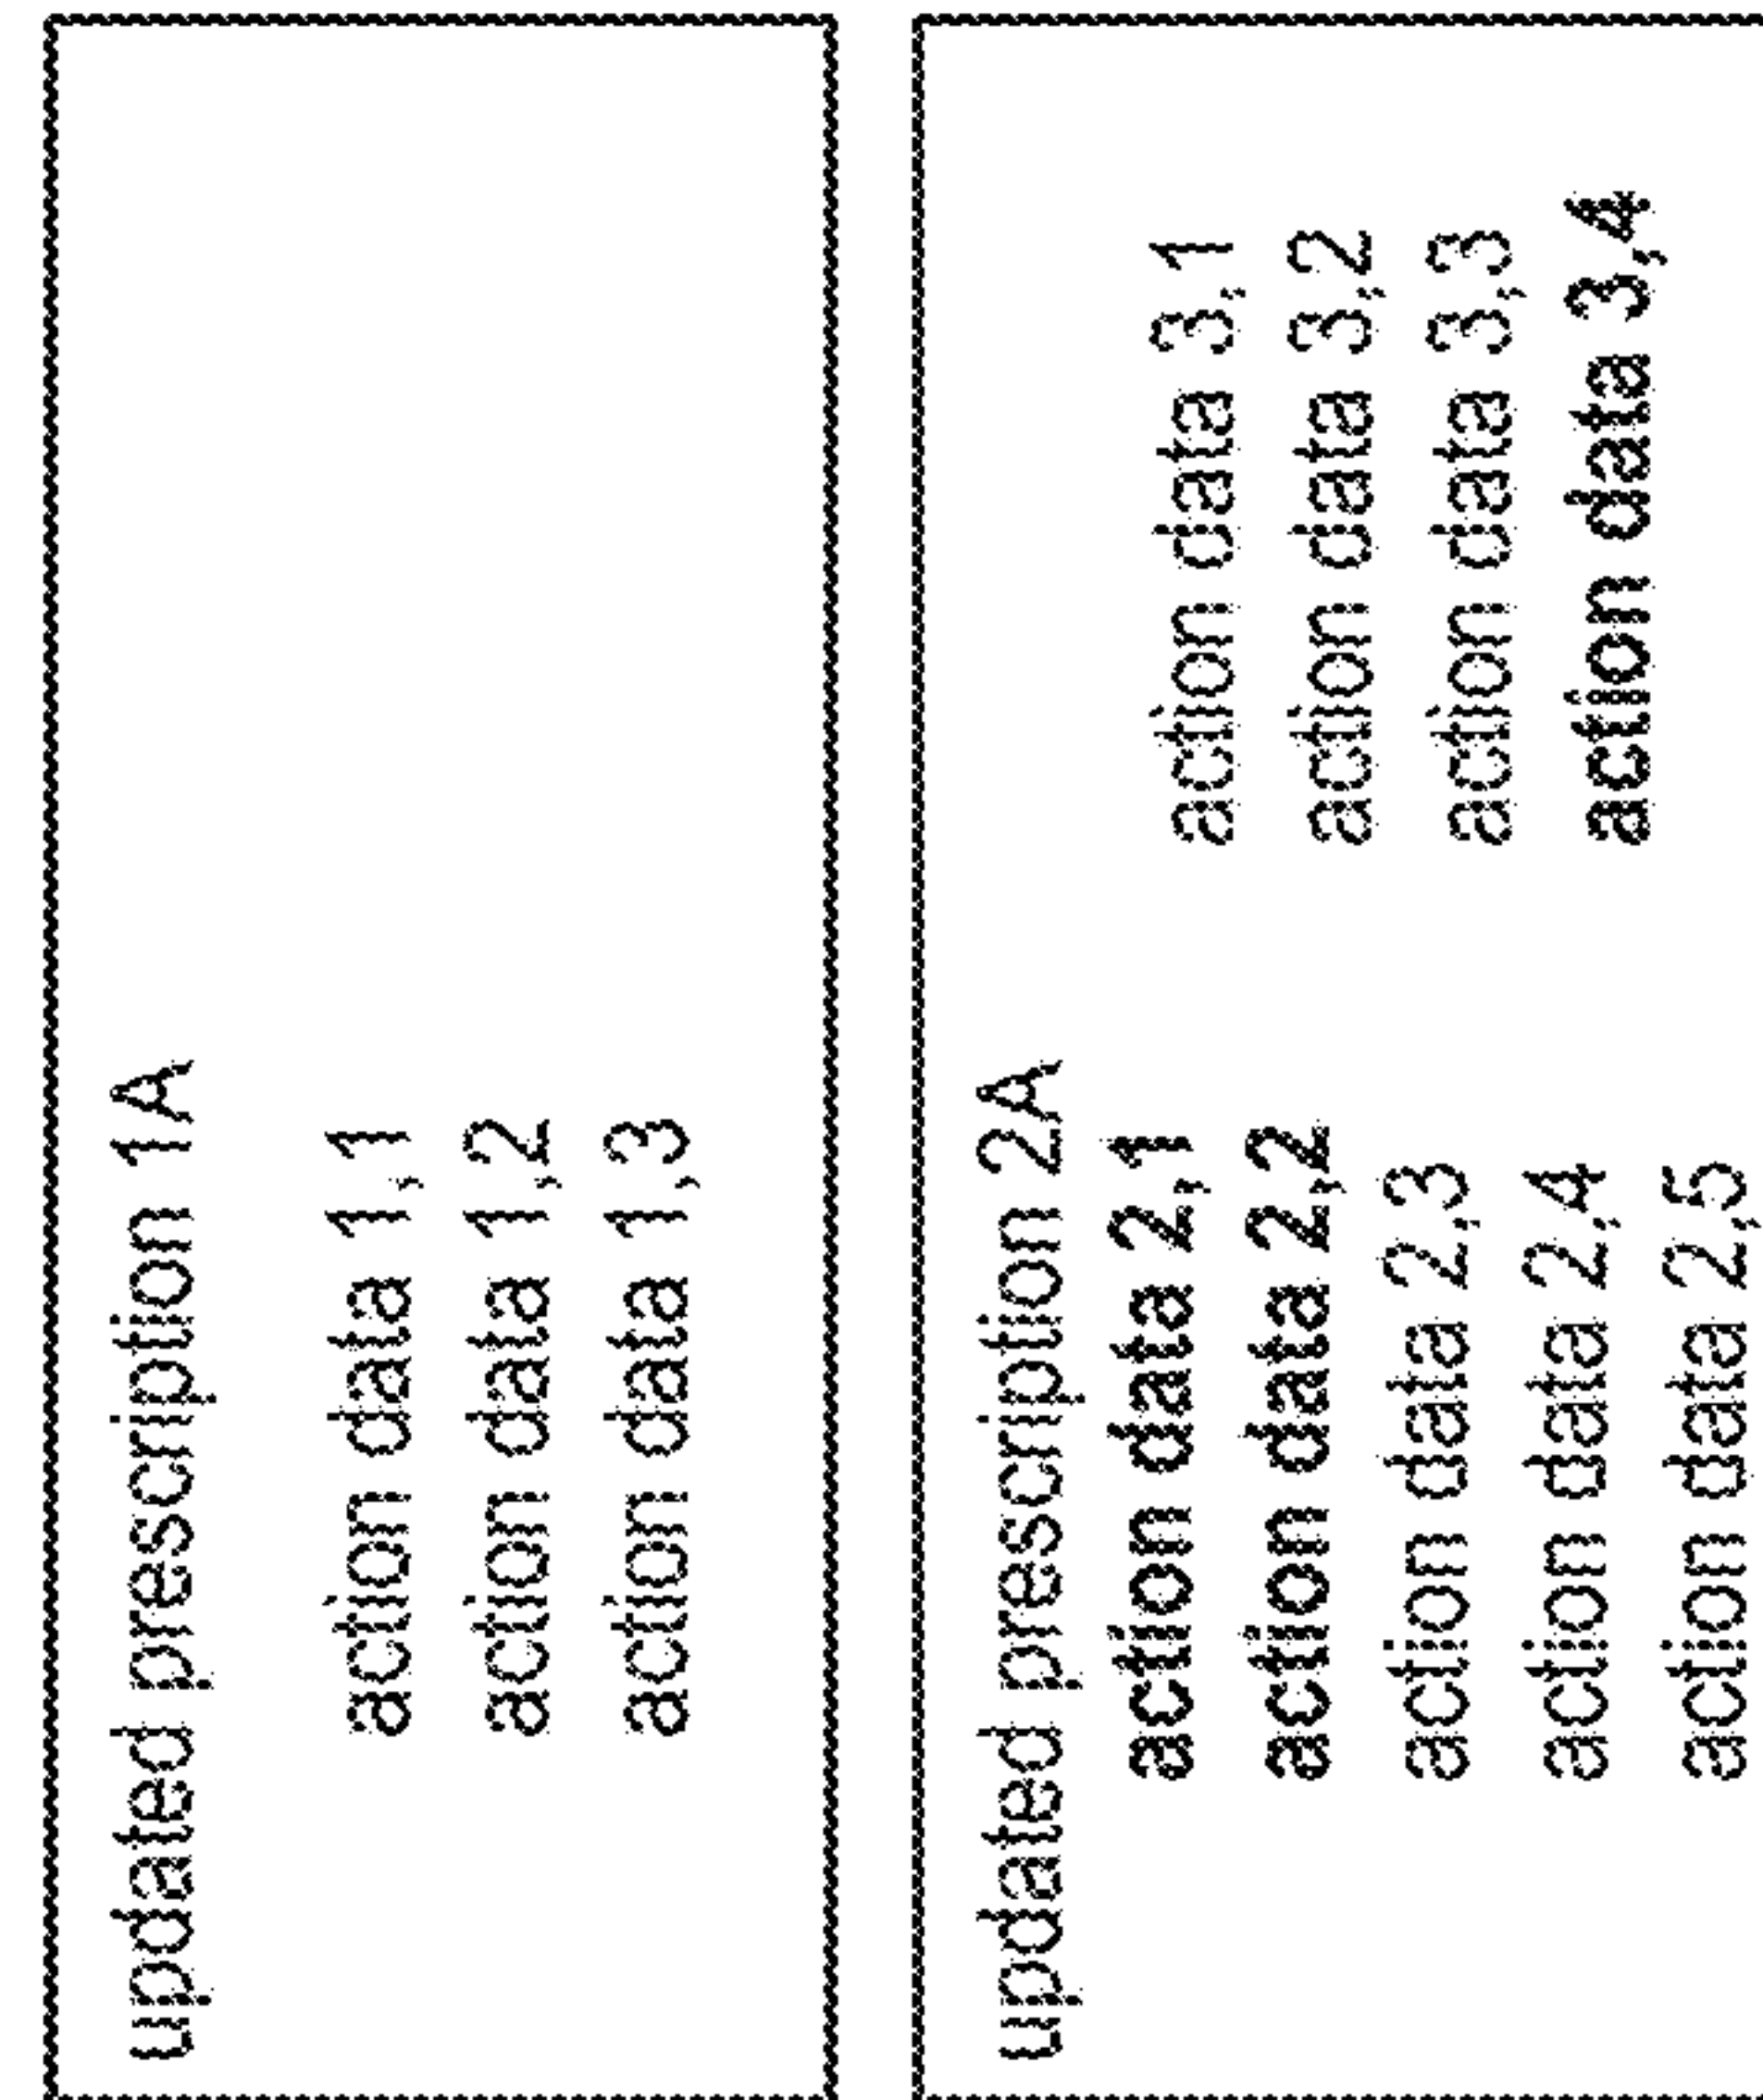 updated prescription 1A
action data 1,1
action data 1,2
action data 1,3
updated prescription 2A
action data 2,1
action data 2,2
action data 2,3
action data 2,4
action data 2,5
action data 3,1
action data 3,2
action data 3,3
action data 3,4